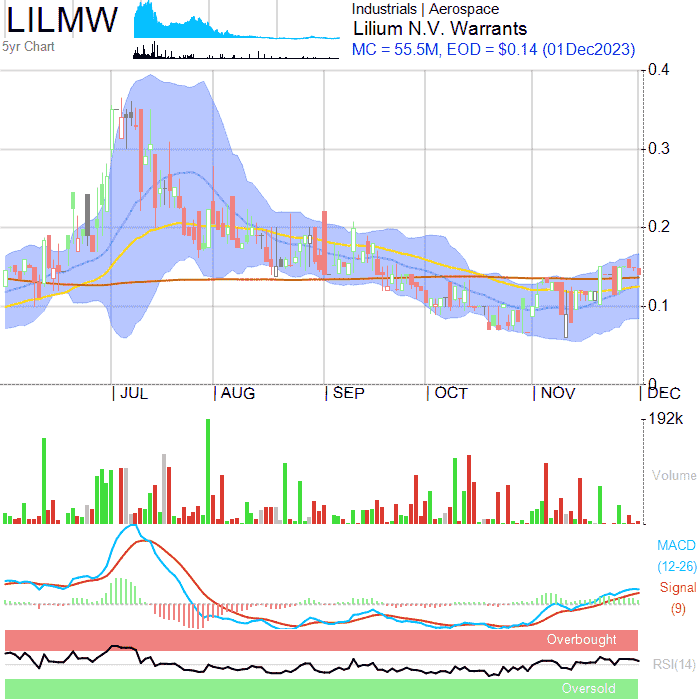 LILMW
5yr Chart
Industrials | Aerospace
Lilium N.V. Warrants
MC = 55.5M, EOD = $0.14 (01Dec2023)
0.4
0.3
0.2
0.1
0
JUL
AUG
SEP
OCT
NOV
DEC
192k
Volume
MACD
(12-26)
Signal
(9)
Overbought
RSI(14)
Oversold